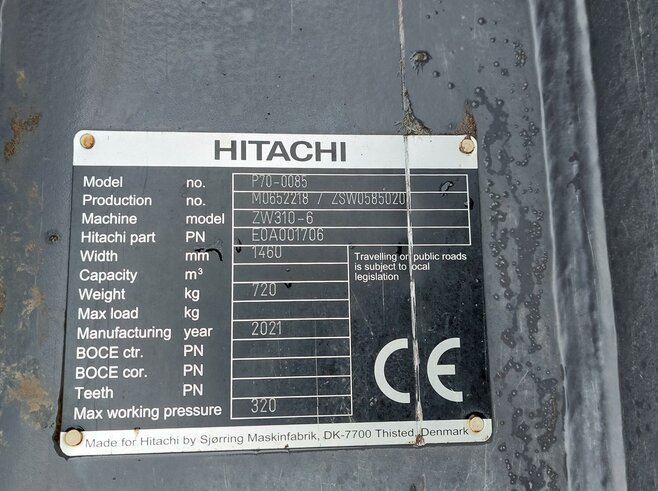 HITACHI
Model no. P70-0085
Production no. M0652218 / ZSW0585020
Machine model ZW310-6
Hitachi part PN E0A001706
Width mm 1460
Capacity m³
Weight kg 720
Max load kg
Manufacturing year 2021
BOCE ctr. PN
BOCE cor. PN
Teeth PN
Max working pressure 320
Travelling on public roads
is subject to local
legislation
CE
Made for Hitachi by Sjørring Maskinfabrik, DK-7700 Thisted, Denmark